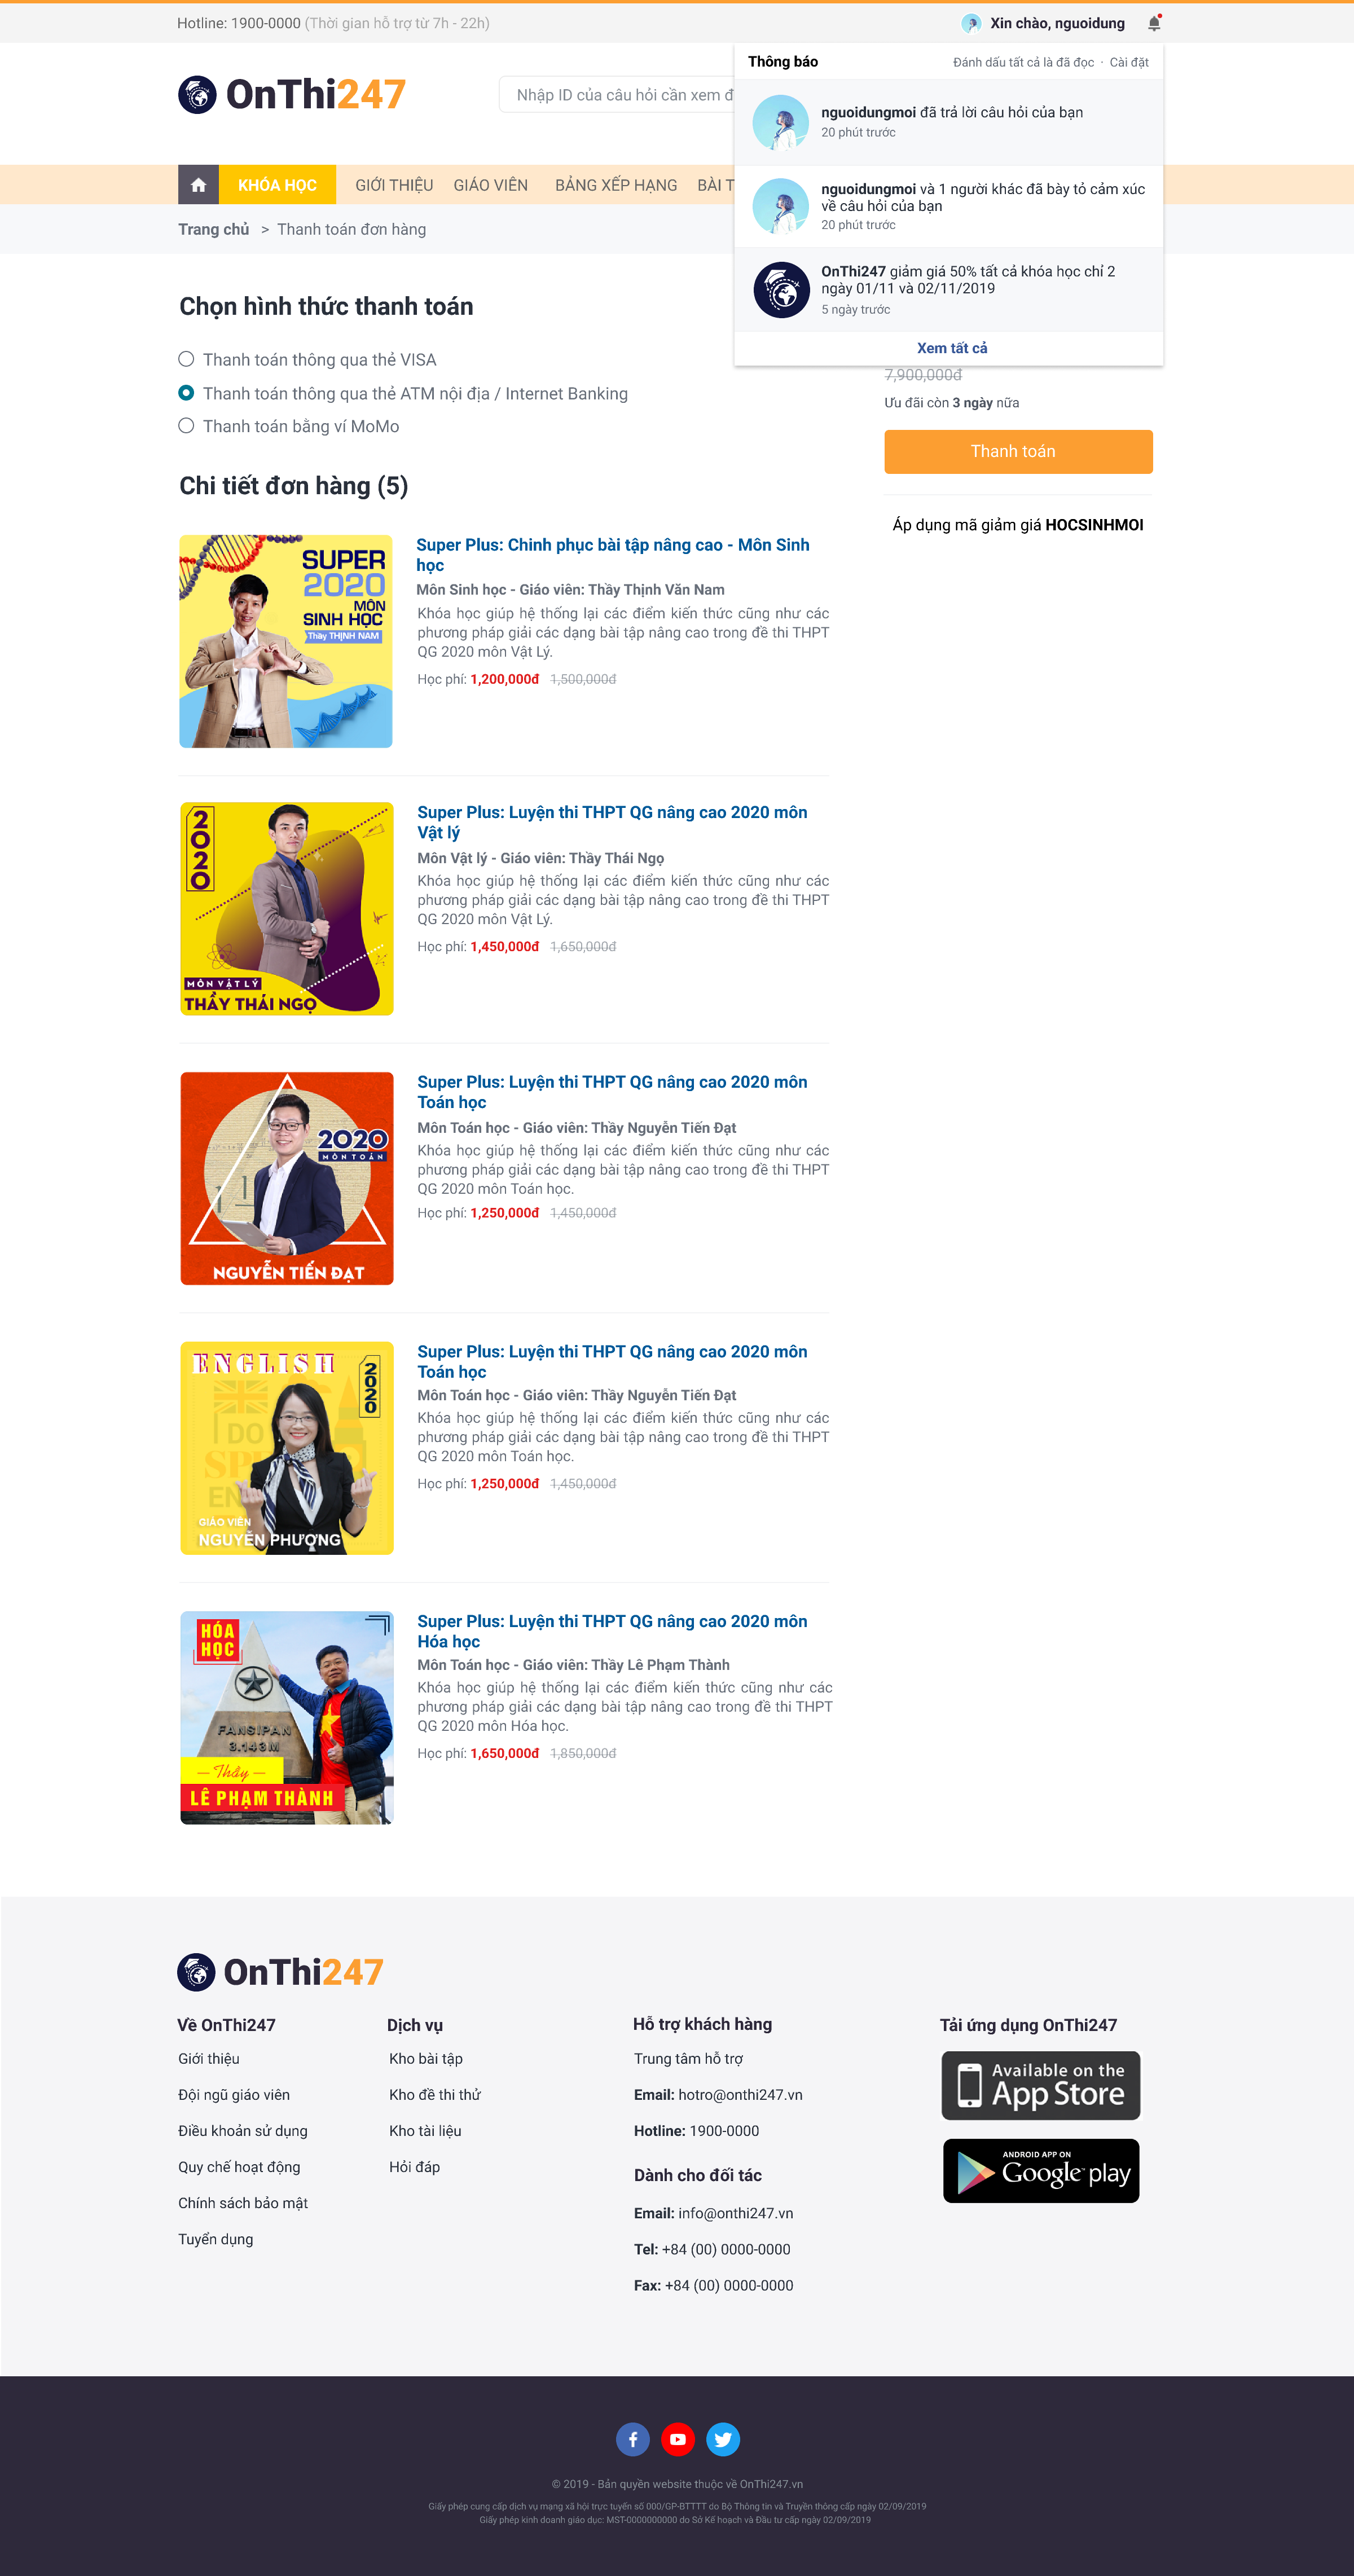 Hotline: 1900-0000 (Thời gian hỗ trợ từ 7h - 22h)
Xin chào, nguoidung
OnThi247
Nhập ID của câu hỏi cần xem đ
Thông báo
Đánh dấu tất cả là đã đọc · Cài đặt
nguoidungmoi đã trả lời câu hỏi của bạn
20 phút trước
nguoidungmoi và 1 người khác đã bày tỏ cảm xúc
về câu hỏi của bạn
20 phút trước
OnThi247 giảm giá 50% tất cả khóa học chỉ 2
ngày 01/11 và 02/11/2019
5 ngày trước
Xem tất cả
KHÓA HỌC GIỚI THIỆU GIÁO VIÊN BẢNG XẾP HẠNG BÀI T
Trang chủ > Thanh toán đơn hàng
Chọn hình thức thanh toán
Thanh toán thông qua thẻ VISA
Thanh toán thông qua thẻ ATM nội địa / Internet Banking
Thanh toán bằng ví MoMo
7,900,000đ
Ưu đãi còn 3 ngày nữa
Thanh toán
Áp dụng mã giảm giá HOCSINHMOI
Chi tiết đơn hàng (5)
SUPER
2020
MÔN
SINH HỌC
Thầy THỊNH NAM
Super Plus: Chinh phục bài tập nâng cao - Môn Sinh
học
Môn Sinh học - Giáo viên: Thầy Thịnh Văn Nam
Khóa học giúp hệ thống lại các điểm kiến thức cũng như các
phương pháp giải các dạng bài tập nâng cao trong đề thi THPT
QG 2020 môn Vật Lý.
Học phí: 1,200,000đ 1,500,000đ
2020
MÔN VẬT LÝ
THẦY THÁI NGỌ
Super Plus: Luyện thi THPT QG nâng cao 2020 môn
Vật lý
Môn Vật lý - Giáo viên: Thầy Thái Ngọ
Khóa học giúp hệ thống lại các điểm kiến thức cũng như các
phương pháp giải các dạng bài tập nâng cao trong đề thi THPT
QG 2020 môn Vật Lý.
Học phí: 1,450,000đ 1,650,000đ
2020
MÔN TOÁN
NGUYỄN TIẾN ĐẠT
Super Plus: Luyện thi THPT QG nâng cao 2020 môn
Toán học
Môn Toán học - Giáo viên: Thầy Nguyễn Tiến Đạt
Khóa học giúp hệ thống lại các điểm kiến thức cũng như các
phương pháp giải các dạng bài tập nâng cao trong đề thi THPT
QG 2020 môn Toán học.
Học phí: 1,250,000đ 1,450,000đ
ENGLISH
2020
I DO
SP
EN
GIÁO VIÊN
NGUYỄN PHƯƠNG
Super Plus: Luyện thi THPT QG nâng cao 2020 môn
Toán học
Môn Toán học - Giáo viên: Thầy Nguyễn Tiến Đạt
Khóa học giúp hệ thống lại các điểm kiến thức cũng như các
phương pháp giải các dạng bài tập nâng cao trong đề thi THPT
QG 2020 môn Toán học.
Học phí: 1,250,000đ 1,450,000đ
HÓA
HỌC
FANSIPAN
3.143M
Thầy
LÊ PHẠM THÀNH
Super Plus: Luyện thi THPT QG nâng cao 2020 môn
Hóa học
Môn Toán học - Giáo viên: Thầy Lê Phạm Thành
Khóa học giúp hệ thống lại các điểm kiến thức cũng như các
phương pháp giải các dạng bài tập nâng cao trong đề thi THPT
QG 2020 môn Hóa học.
Học phí: 1,650,000đ 1,850,000đ
OnThi247
Về OnThi247
Giới thiệu
Đội ngũ giáo viên
Điều khoản sử dụng
Quy chế hoạt động
Chính sách bảo mật
Tuyển dụng
Dịch vụ
Kho bài tập
Kho đề thi thử
Kho tài liệu
Hỏi đáp
Hỗ trợ khách hàng
Trung tâm hỗ trợ
Email: hotro@onthi247.vn
Hotline: 1900-0000
Dành cho đối tác
Email: info@onthi247.vn
Tel: +84 (00) 0000-0000
Fax: +84 (00) 0000-0000
Tải ứng dụng OnThi247
Available on the
App Store
ANDROID APP ON
Google play
© 2019 - Bản quyền website thuộc về OnThi247.vn
Giấy phép cung cấp dịch vụ mạng xã hội trực tuyến số 000/GP-BTTTT do Bộ Thông tin và Truyền thông cấp ngày 02/09/2019
Giấy phép kinh doanh giáo dục: MST-0000000000 do Sở Kế hoạch và Đầu tư cấp ngày 02/09/2019